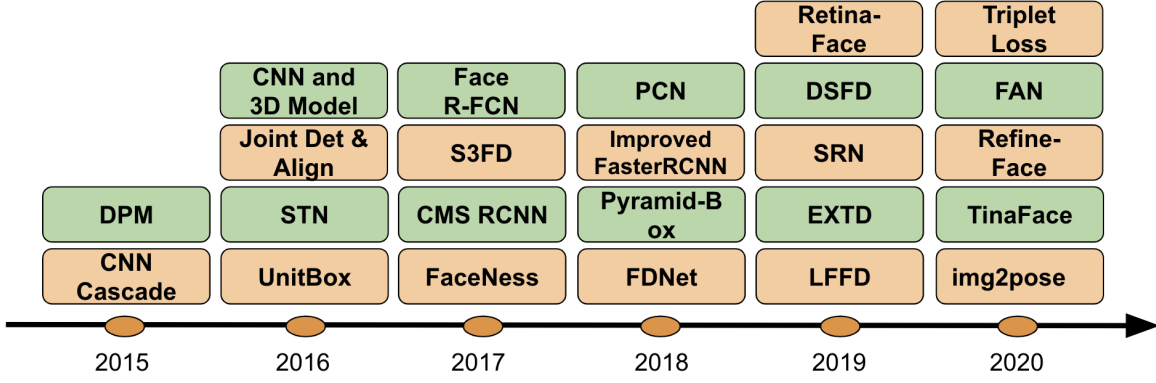 Retina-
Face
Triplet
Loss
CNN and
3D Model
Face
R-FCN
PCN
DSFD
FAN
Joint Det &
Align
S3FD
Improved
FasterRCNN
SRN
Refine-
Face
DPM
STN
CMS RCNN
Pyramid-B
ox
EXTD
TinaFace
CNN
Cascade
UnitBox
FaceNess
FDNet
LFFD
img2pose
2015
2016
2017
2018
2019
2020